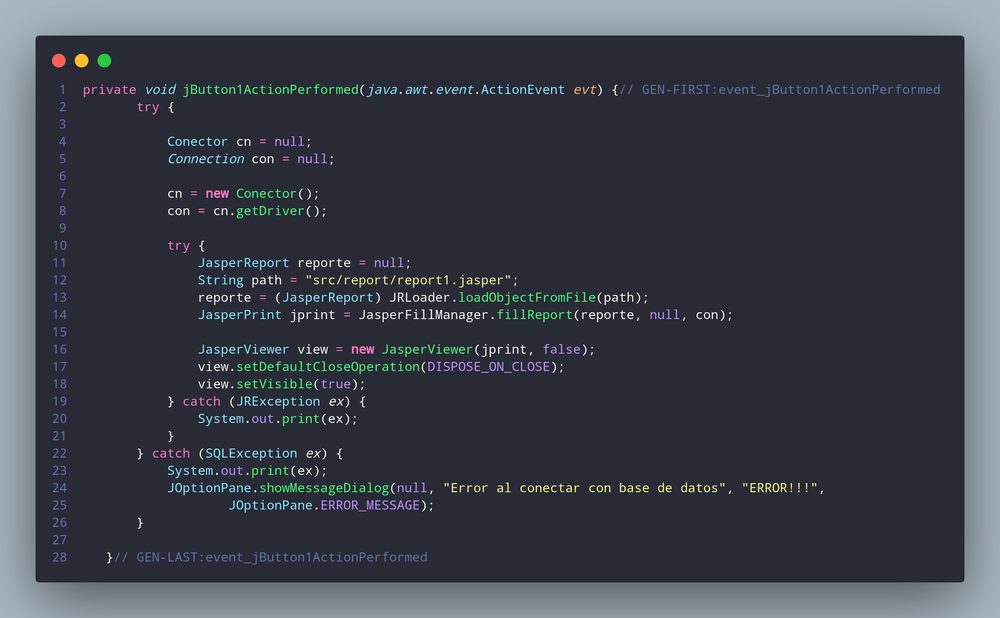 1 private void jButton1ActionPerformed(java.awt.event.ActionEvent evt) {// GEN-FIRST:event_jButton1ActionPerformed
2         try {
3
4             Conector cn = null;
5             Connection con = null;
6
7             cn = new Conector();
8             con = cn.getDriver();
9
10             try {
11                 JasperReport reporte = null;
12                 String path = "src/report/report1.jasper";
13                 reporte = (JasperReport) JRLoader.loadObjectFromFile(path);
14                 JasperPrint jprint = JasperFillManager.fillReport(reporte, null, con);
15
16                 JasperViewer view = new JasperViewer(jprint, false);
17                 view.setDefaultCloseOperation(DISPOSE_ON_CLOSE);
18                 view.setVisible(true);
19             } catch (JRException ex) {
20                 System.out.print(ex);
21             }
22         } catch (SQLException ex) {
23             System.out.print(ex);
24             JOptionPane.showMessageDialog(null, "Error al conectar con base de datos", "ERROR!!!",
25                     JOptionPane.ERROR_MESSAGE);
26         }
27
28     }// GEN-LAST:event_jButton1ActionPerformed